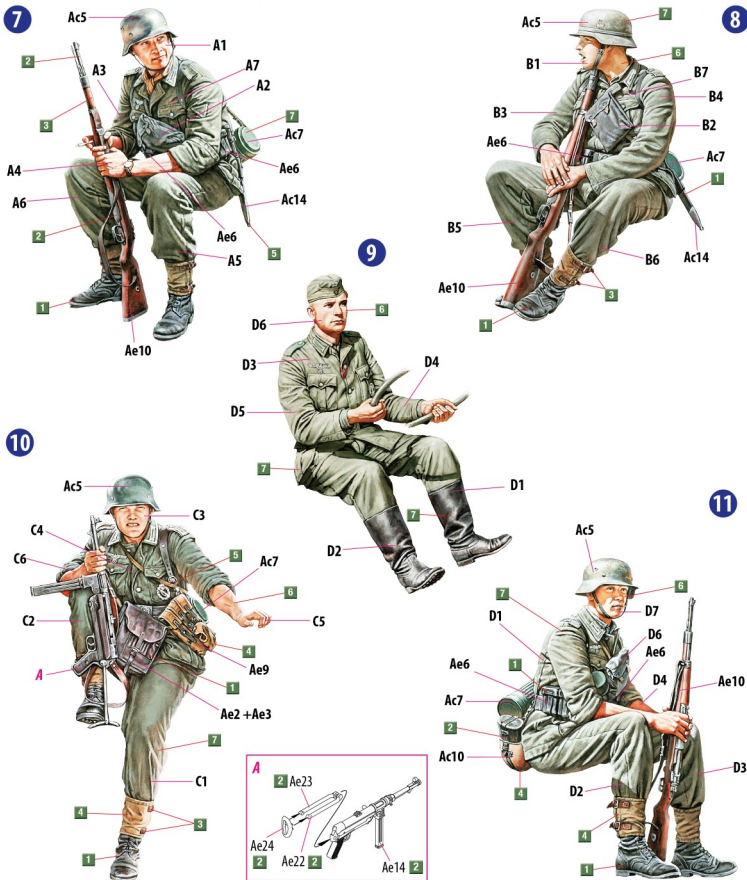 7
Ac5
A1
2
A7
A3
A2
3
7
Ac7
A4
Ae6
A6
Ac14
2
Ae6
5
A5
1
Ae10
8
Ac5
7
6
B1
B7
B4
B3
B2
Ae6
Ac7
1
B5
B6
Ac14
Ae10
3
1
9
6
D6
D3
D4
D5
7
D1
7
D2
10
Ac5
C3
C4
5
C6
Ac7
6
C2
C5
4
A
Ae9
1
Ae2 +Ae3
7
C1
4
3
1
A
2 Ae23
Ae24
2
Ae22 2
Ae14 2
11
Ac5
7
6
D7
D1
D6
1
Ae6
Ae6
D4
Ae10
Ac7
2
Ac10
D3
4
D2
4
1